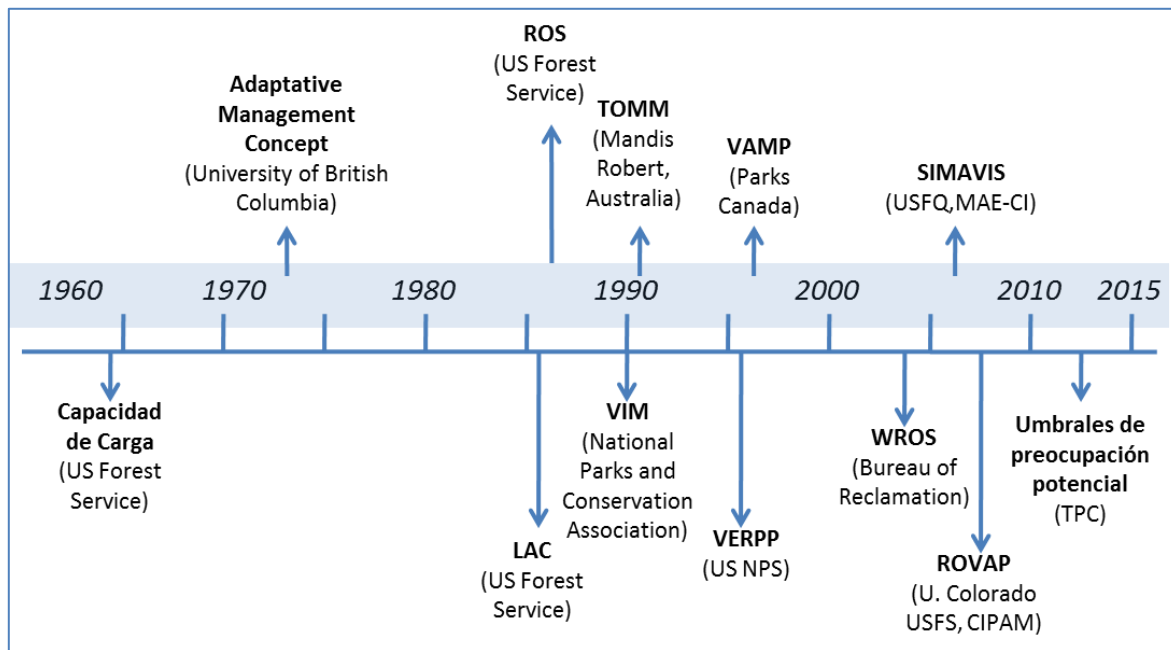 ROS
(US Forest
Service)
Adaptative
Management
Concept
(University of British
Columbia)
TOMM
(Mandis
Robert,
Australia)
VAMP
(Parks
Canada)
SIMAVIS
(USFQ,MAE-CI)
1960 1970 1980 1990 2000 2010 2015
Capacidad
de Carga
(US Forest
Service)
LAC
(US Forest
Service)
VIM
(National
Parks and
Conservation
Association)
VERPP
(US NPS)
WROS
(Bureau of
Reclamation)
ROVAP
(U. Colorado
USFS, CIPAM)
Umbrales de
preocupación
potencial
(TPC)